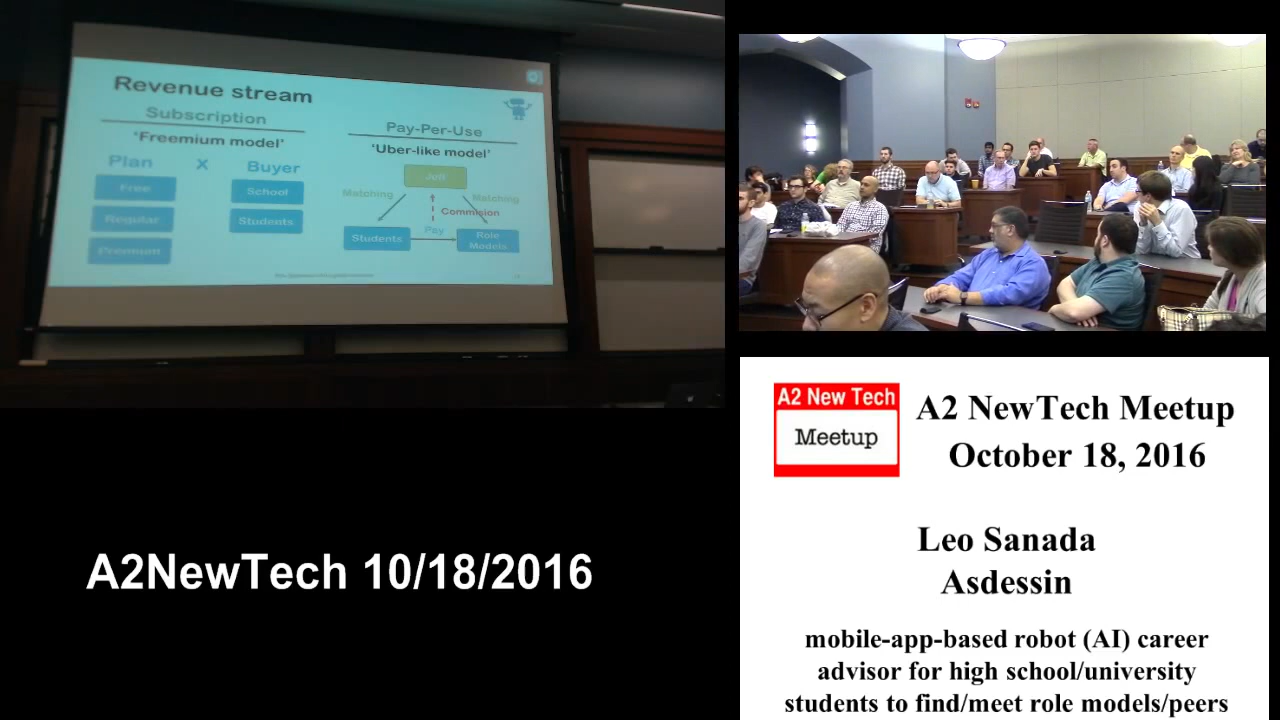 Revenue stream
Subscription
'Freemium model'
Plan X Buyer
Free
Regular
Premium
School
Students
Pay-Per-Use
'Uber-like model'
Matching
Matching
Commision
Pay
Students
Role
Models
A2NewTech 10/18/2016
A2 New Tech
Meetup
A2 NewTech Meetup
October 18, 2016
Leo Sanada
Asdessin
mobile-app-based robot (AI) career
advisor for high school/university
students to find/meet role models/peers